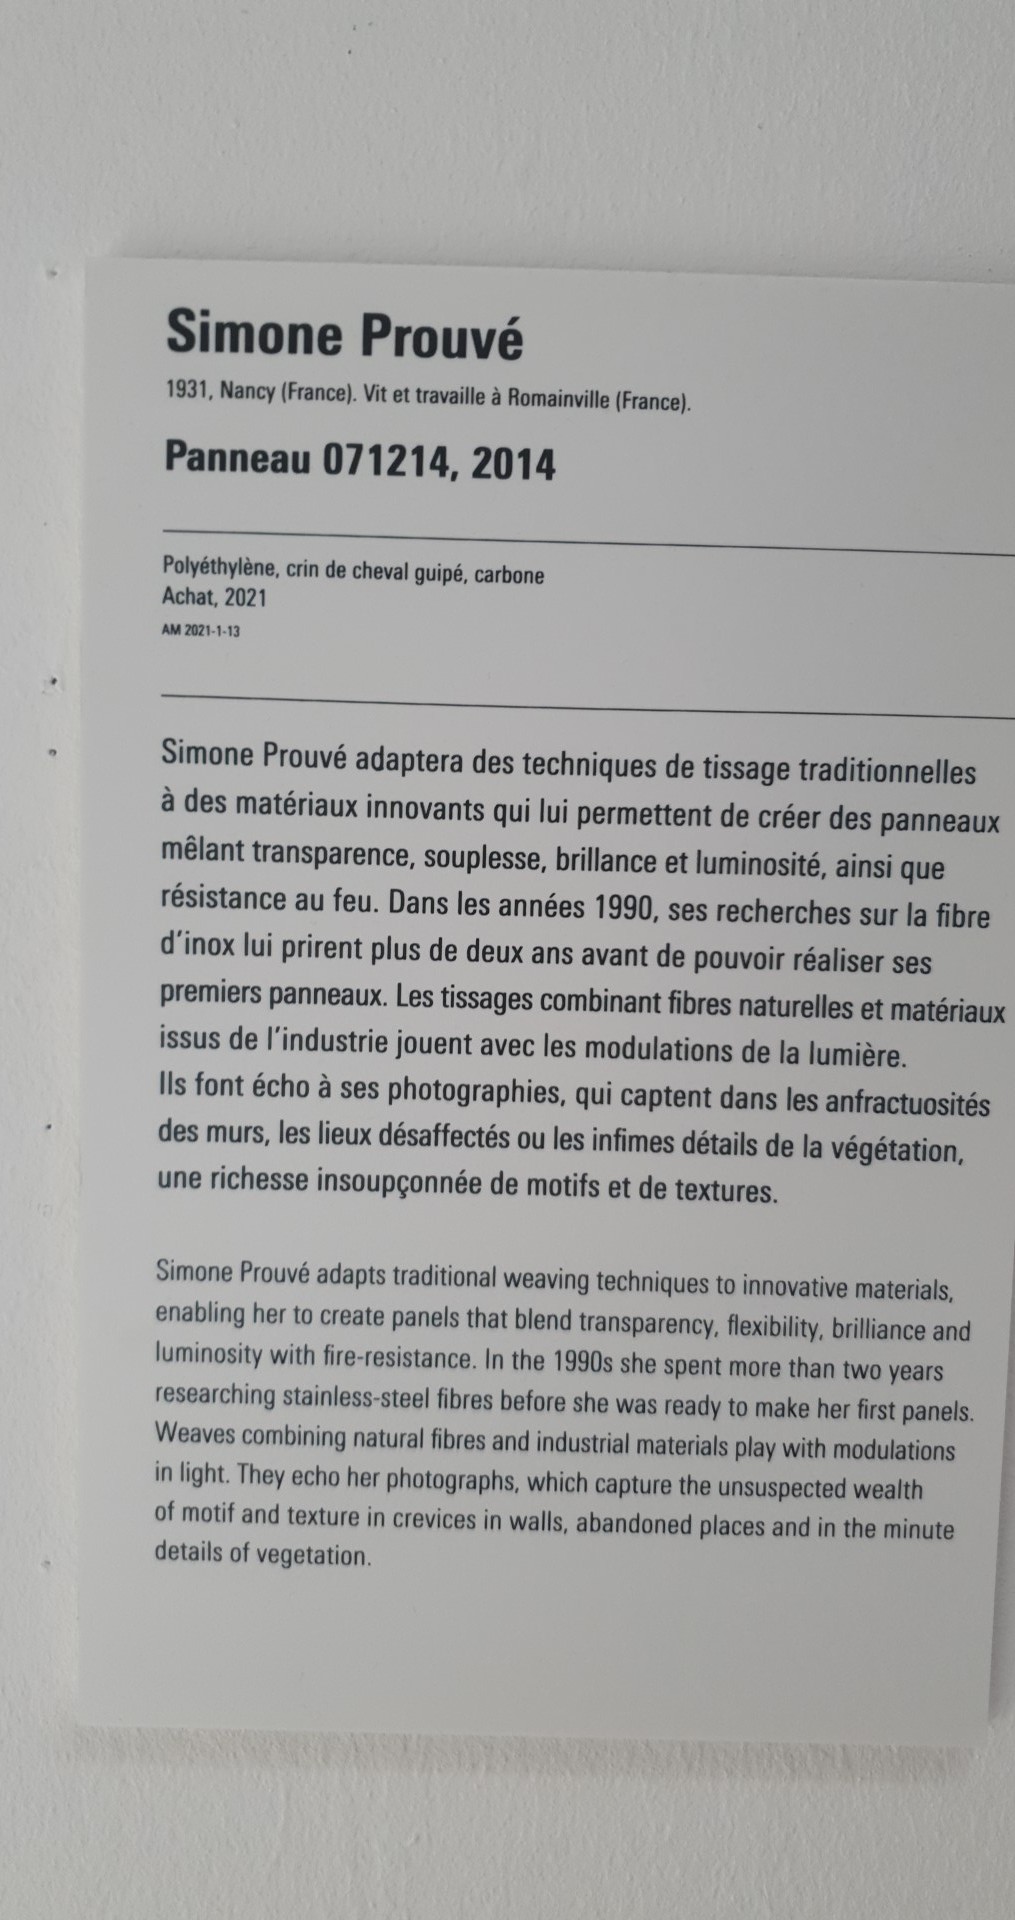 Simone Prouvé
1931, Nancy (France). Vit et travaille à Romainville (France).
Panneau 071214, 2014
Polyéthylène, crin de cheval guipé, carbone
Achat, 2021
AM 2021-1-13
Simone Prouvé adaptera des techniques de tissage traditionnelles
à des matériaux innovants qui lui permettent de créer des panneaux
mêlant transparence, souplesse, brillance et luminosité, ainsi que
résistance au feu. Dans les années 1990, ses recherches sur la fibre
d'inox lui prirent plus de deux ans avant de pouvoir réaliser ses
premiers panneaux. Les tissages combinant fibres naturelles et matériaux
issus de l'industrie jouent avec les modulations de la lumière.
Ils font écho à ses photographies, qui captent dans les anfractuosités
des murs, les lieux désaffectés ou les infimes détails de la végétation,
une richesse insoupçonnée de motifs et de textures.
Simone Prouvé adapts traditional weaving techniques to innovative materials,
enabling her to create panels that blend transparency, flexibility, brilliance and
luminosity with fire-resistance. In the 1990s she spent more than two years
researching stainless-steel fibres before she was ready to make her first panels.
Weaves combining natural fibres and industrial materials play with modulations
in light. They echo her photographs, which capture the unsuspected wealth
of motif and texture in crevices in walls, abandoned places and in the minute
details of vegetation.